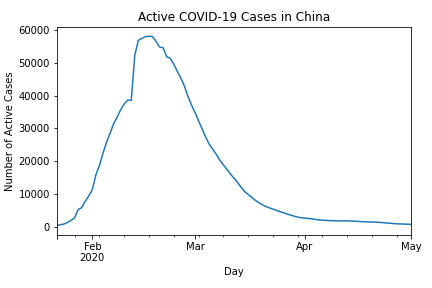 Active COVID-19 Cases in China
Number of Active Cases
60000
50000
40000
30000
20000
10000
0
Feb
2020
Mar
Apr
May
Day